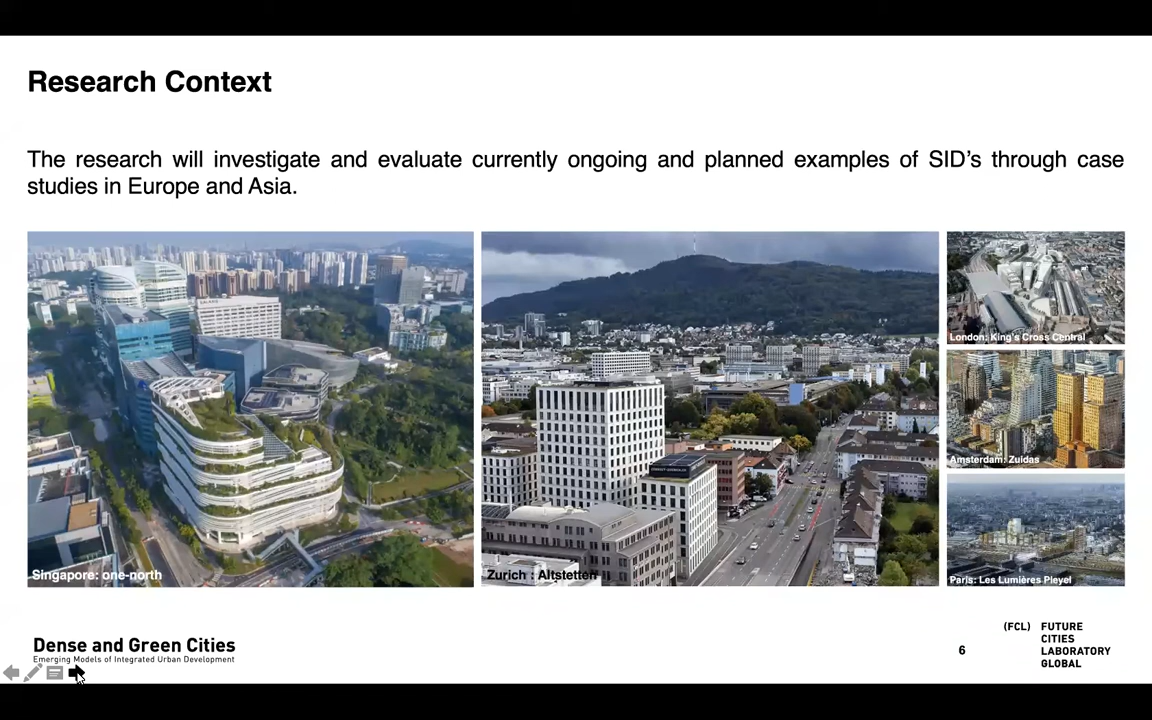 Research Context
The research will investigate and evaluate currently ongoing and planned examples of SID's through case
studies in Europe and Asia.
Singapore: one-north
Zurich : Altstetten
London: King's Cross Central
Amsterdam: Zuidas
Paris: Les Lumières Pleyel
Dense and Green Cities
Emerging Models of Integrated Urban Development
6
(FCL) FUTURE
CITIES
LABORATORY
GLOBAL